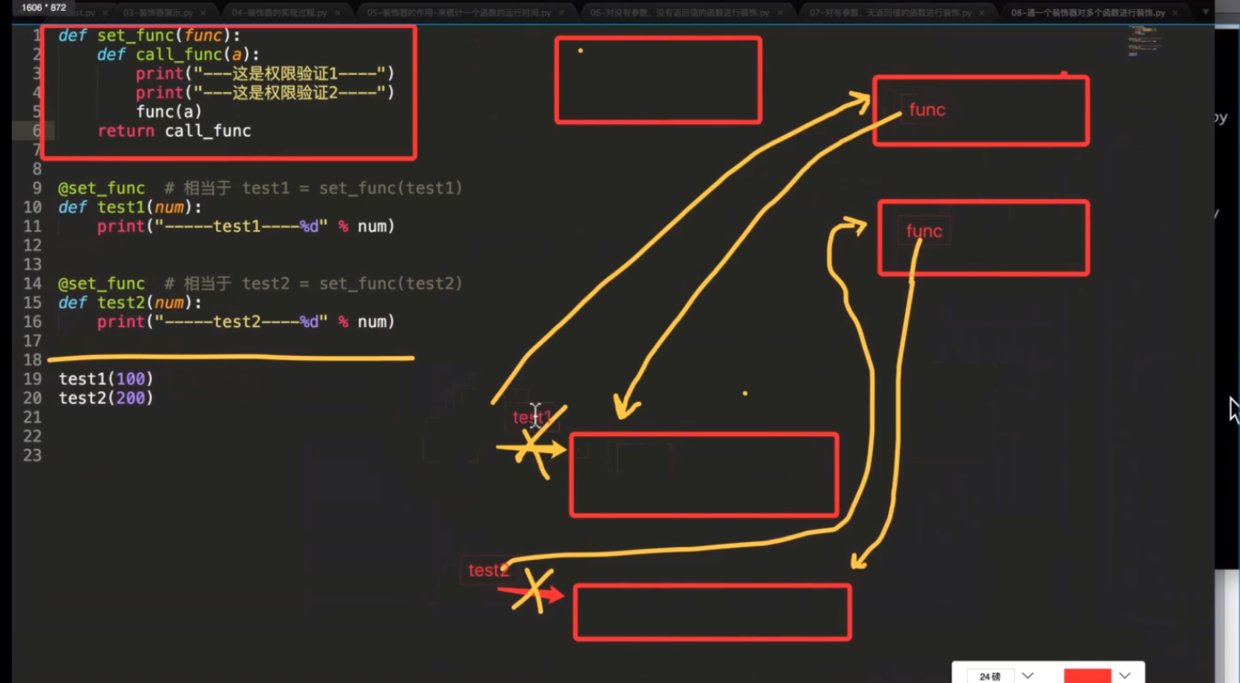 1606 * 872
03-装饰器演示.py
04-装饰器的实现过程.py
05-装饰器的作用-来统计一个函数的运行时间.py
06-对没有参数、没有返回值的函数进行装饰.py
07-对有参数、无返回值的函数进行装饰.py
08-通一个装饰器对多个函数进行装饰.py
1 def set_func(func):
2 def call_func(a):
3 print("---这是权限验证1----")
4 print("---这是权限验证2----")
5 func(a)
6 return call_func
7
8
9 @set_func # 相当于 test1 = set_func(test1)
10 def test1(num):
11 print("-----test1----%d" % num)
12
13
14 @set_func # 相当于 test2 = set_func(test2)
15 def test2(num):
16 print("-----test2----%d" % num)
17
18
19 test1(100)
20 test2(200)
21
22
23
func
func
test1
test2
24磅